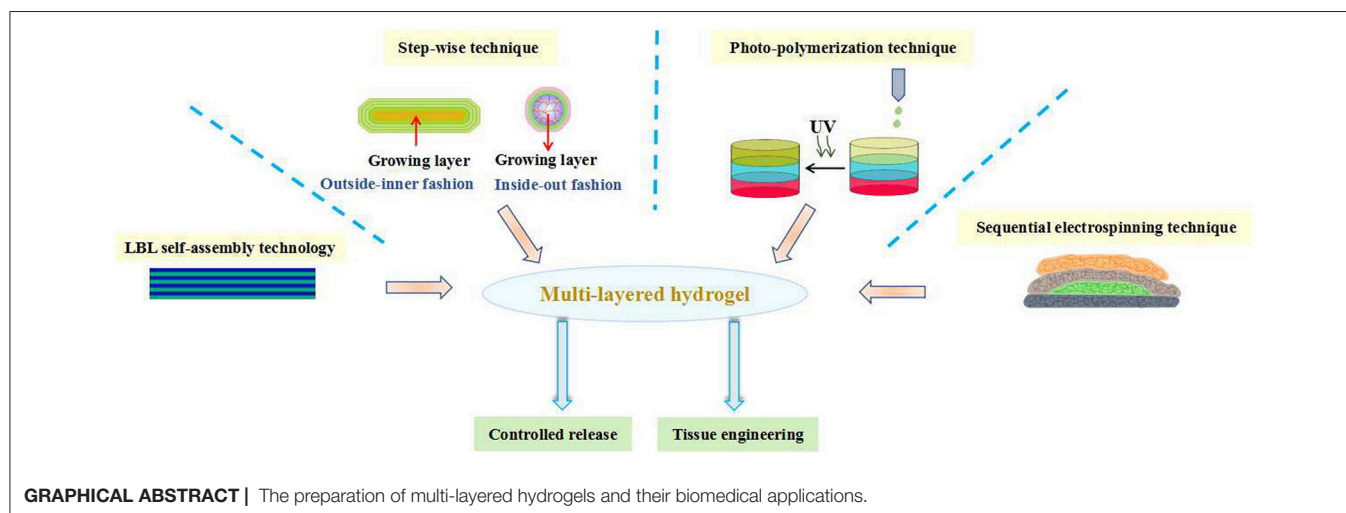 Step-wise technique
Photo-polymerization technique
UV
Growing layer
Outside-inner fashion
Growing layer
Inside-out fashion
LBL self-assembly technology
Sequential electrospinning technique
Multi-layered hydrogel
Controlled release
Tissue engineering
GRAPHICAL ABSTRACT | The preparation of multi-layered hydrogels and their biomedical applications.